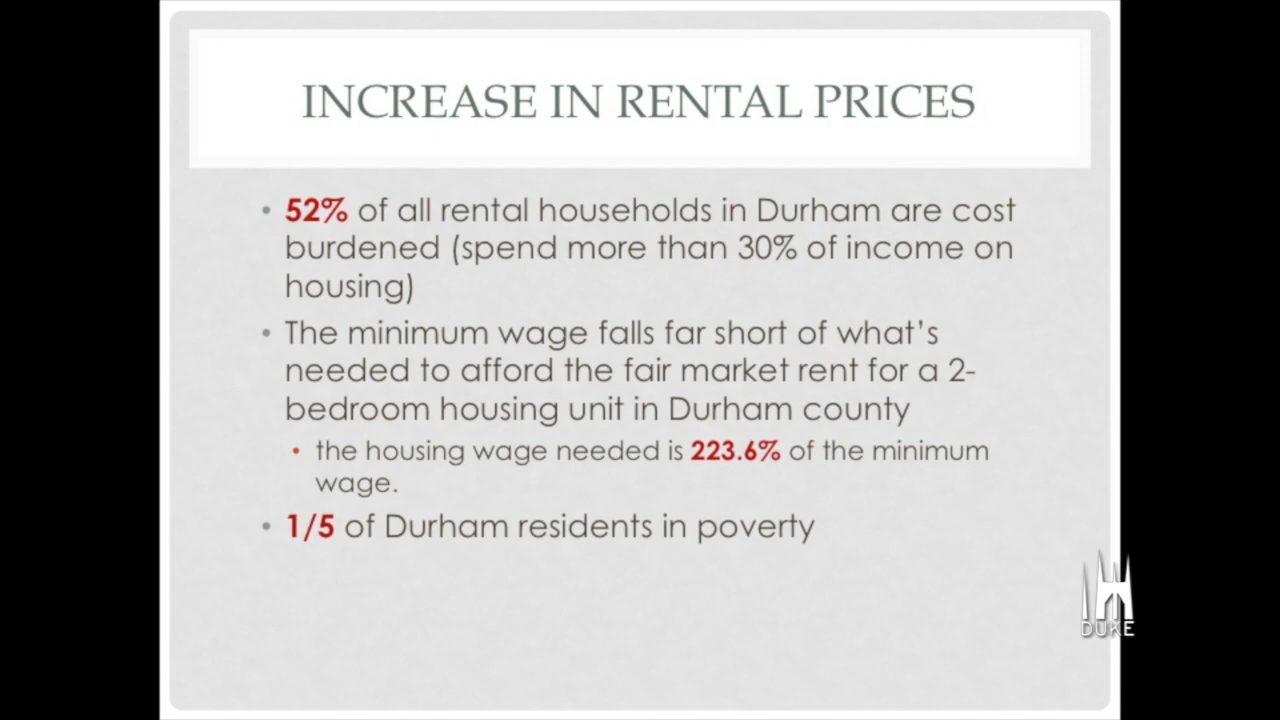 INCREASE IN RENTAL PRICES
• 52% of all rental households in Durham are cost
burdened (spend more than 30% of income on
housing)
• The minimum wage falls far short of what's
needed to afford the fair market rent for a 2-
bedroom housing unit in Durham county
• the housing wage needed is 223.6% of the minimum
wage.
• 1/5 of Durham residents in poverty
DUKE